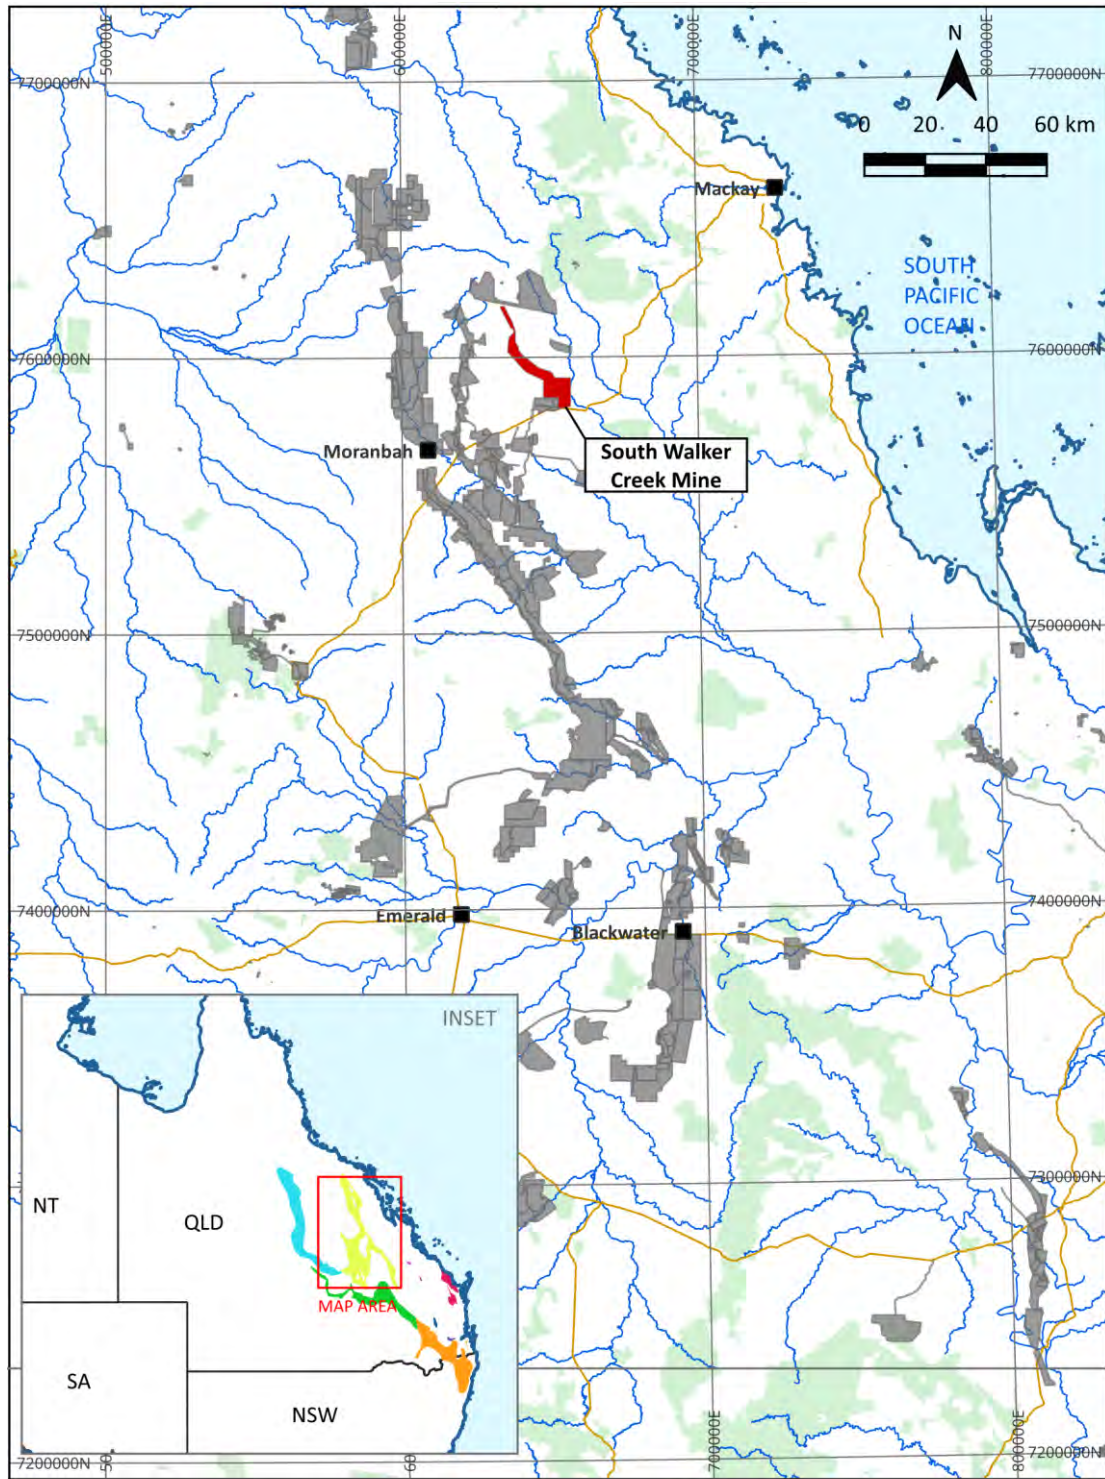 500000E
600000E
700000E
800000E
N
7700000N
7700000N
0 20 40 60 km
Mackay
SOUTH
PACIFIC
OCEAN
7600000N
7600000N
Moranbah
South Walker
Creek Mine
7500000N
7500000N
7400000N
7400000N
Emerald
Blackwater
INSET
7300000N
NT
QLD
MAP AREA
SA
NSW
700000E
800000E
7200000N
7200000N
50
60